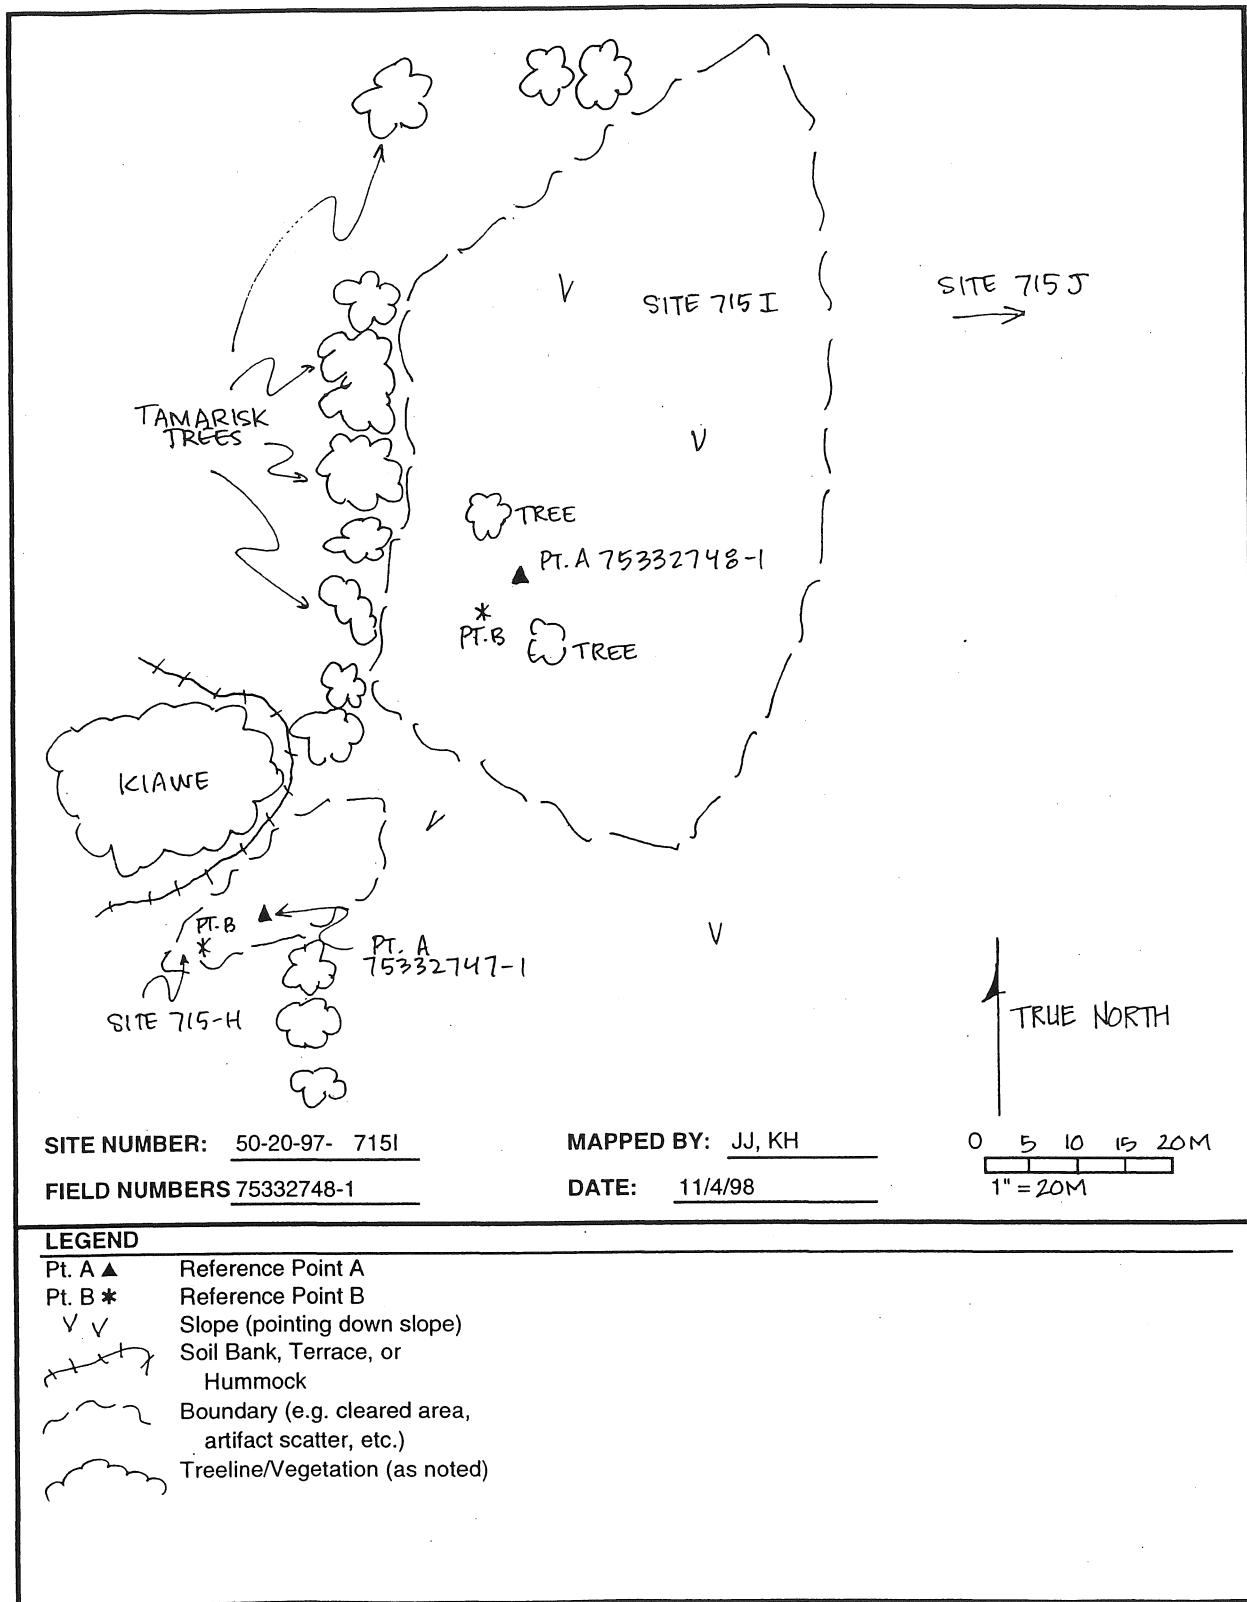 SITE 715 J
SITE 715 I
TAMARISK
TREES
TREE
PT. A 75332748-1
PT. B
TREE
KIAWE
PT. B
PT. A
75332747-1
SITE 715-H
TRUE NORTH
SITE NUMBER: 50-20-97- 715I
MAPPED BY: JJ, KH
0 5 10 15 20M
FIELD NUMBERS 75332748-1
DATE: 11/4/98
1" = 20M
LEGEND
Pt. A ▲ Reference Point A
Pt. B * Reference Point B
V V Slope (pointing down slope)
Soil Bank, Terrace, or
Hummock
Boundary (e.g. cleared area,
artifact scatter, etc.)
Treeline/Vegetation (as noted)